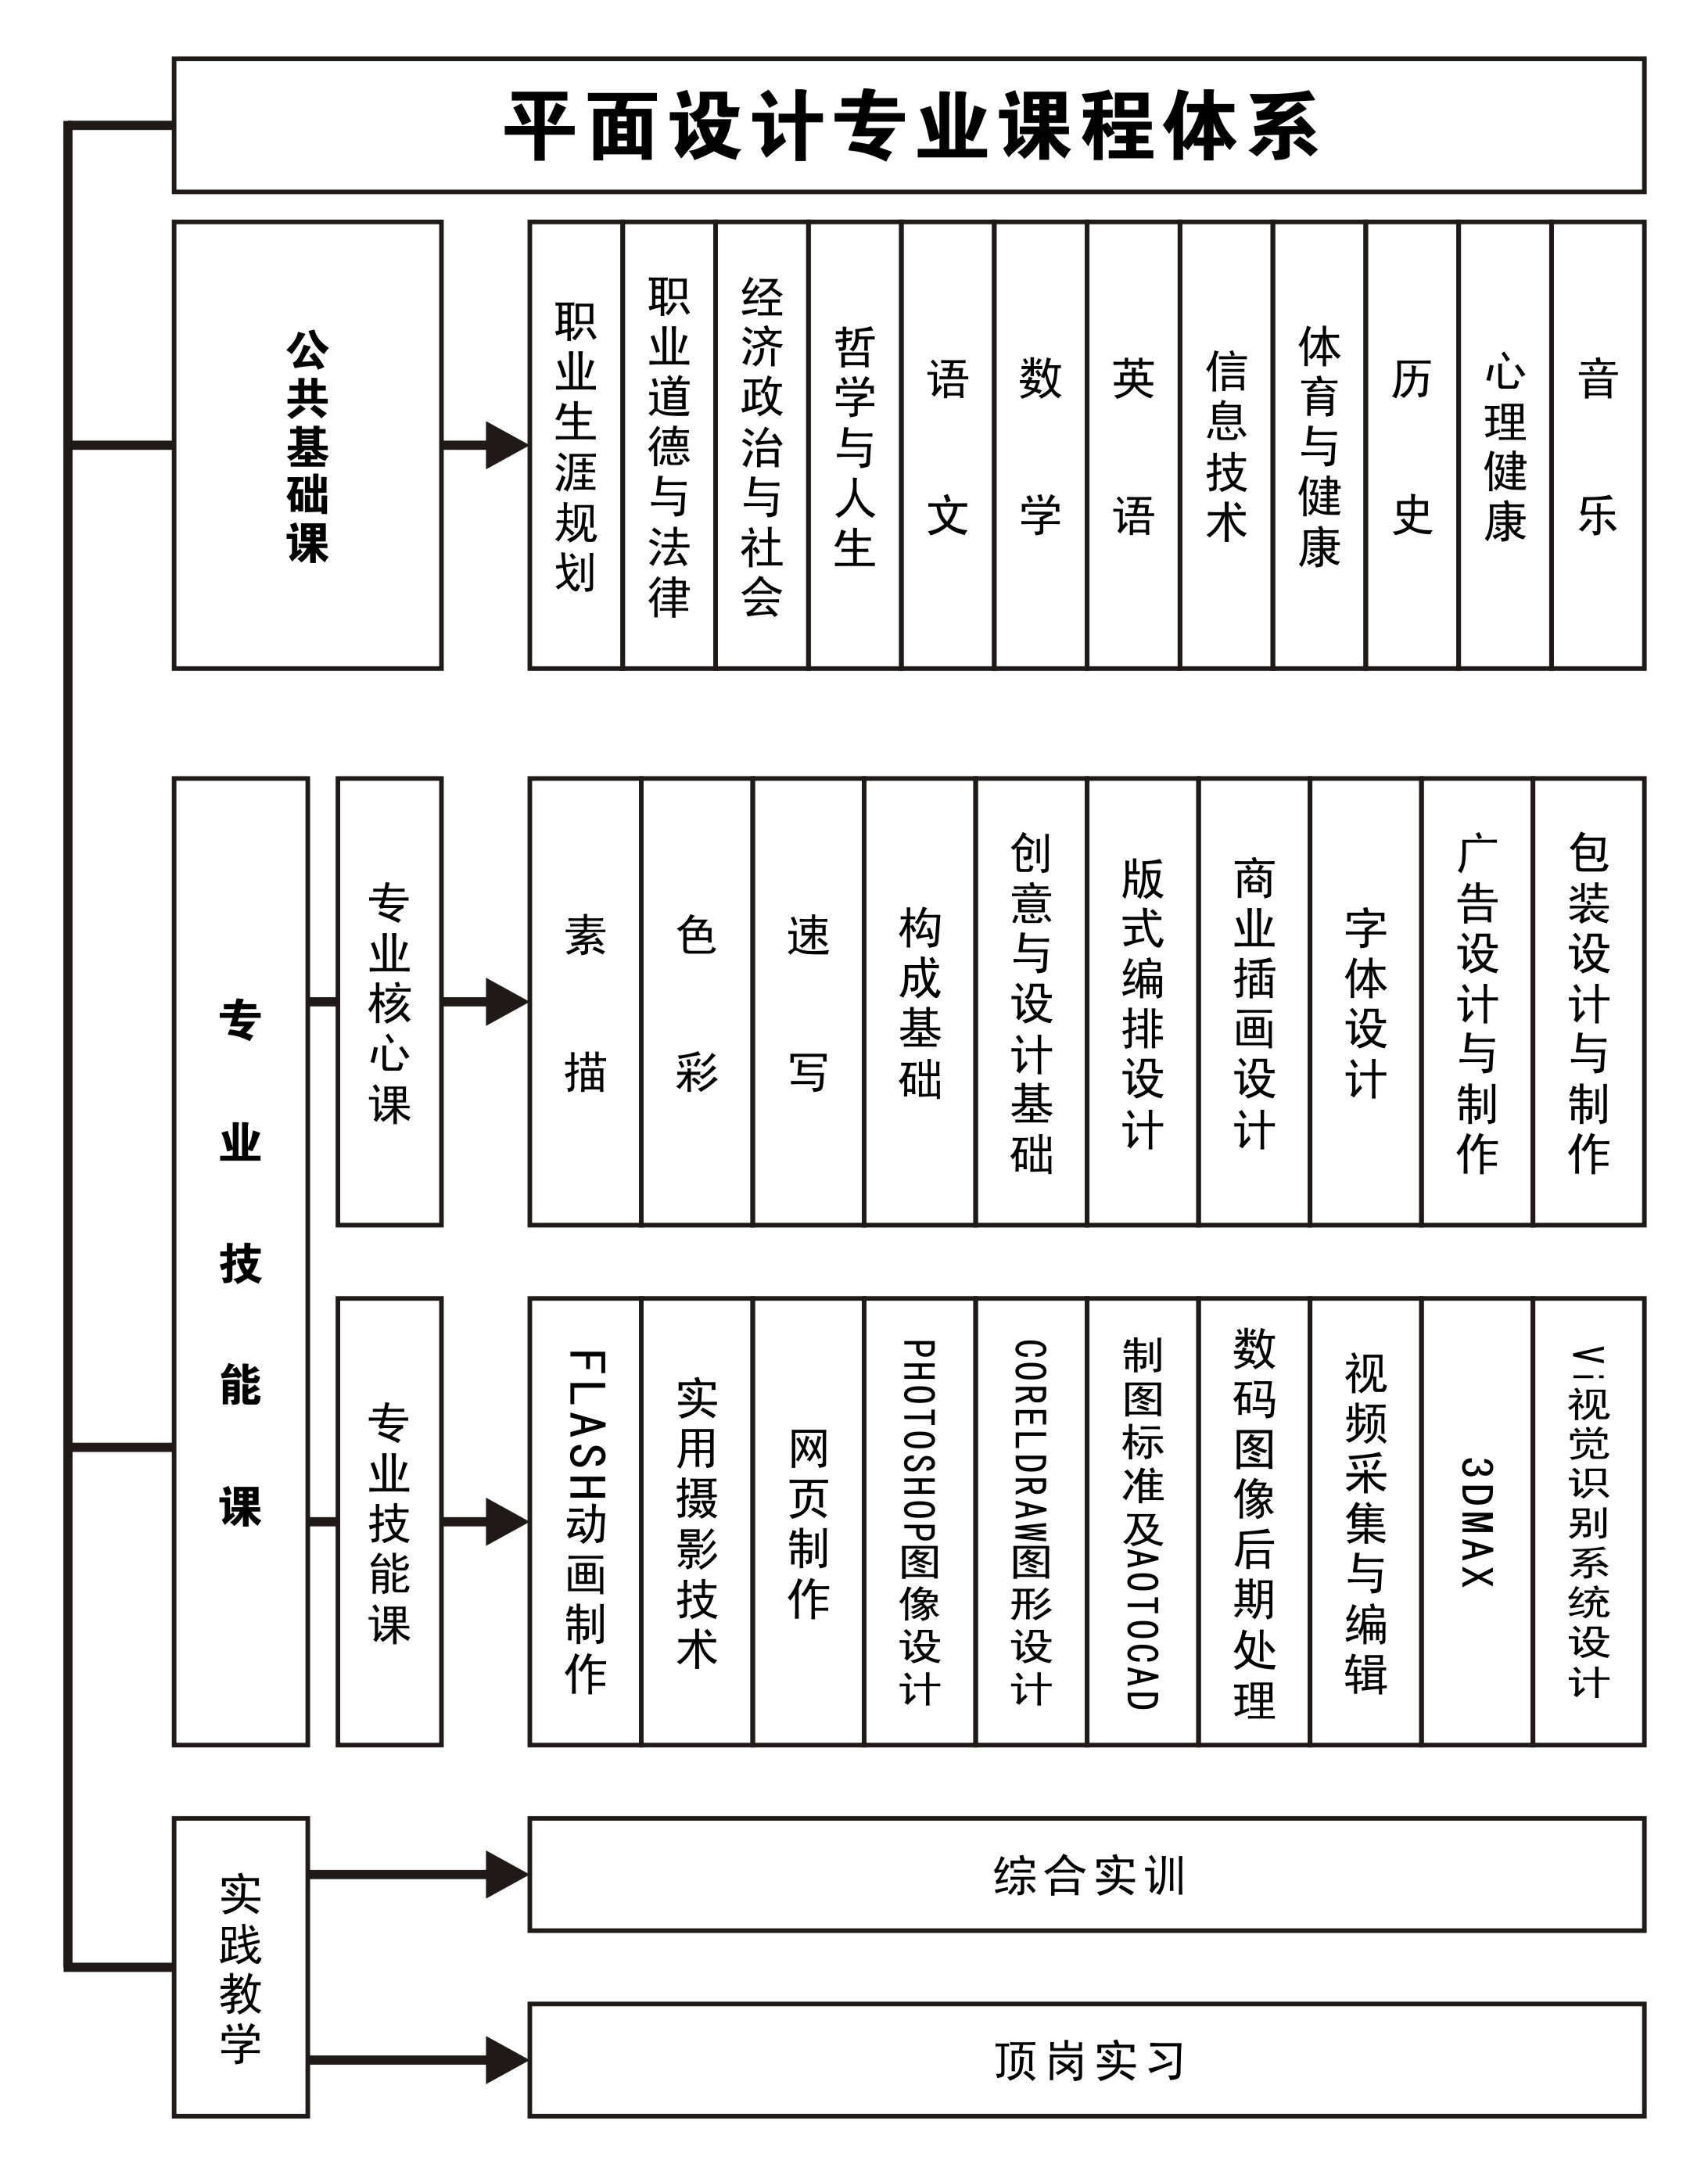 平面设计专业课程体系
公共基础课
职业生涯规划
职业道德与法律
经济政治与社会
哲学与人生
语文
数学
英语
信息技术
体育与健康
历史
心理健康
音乐
专业技能课
专业核心课
素描
色彩
速写
构成基础
创意与设计基础
版式编排设计
商业插画设计
字体设计
广告设计与制作
包装设计与制作
专业技能课
FLASH动画制作
实用摄影技术
网页制作
PHOTOSHOP图像设计
CORELDRAW图形设计
制图标准及AOTOCAD
数码图像后期处理
视频采集与编辑
3DMAX
Vi视觉识别系统设计
实践教学
综合实训
顶岗实习